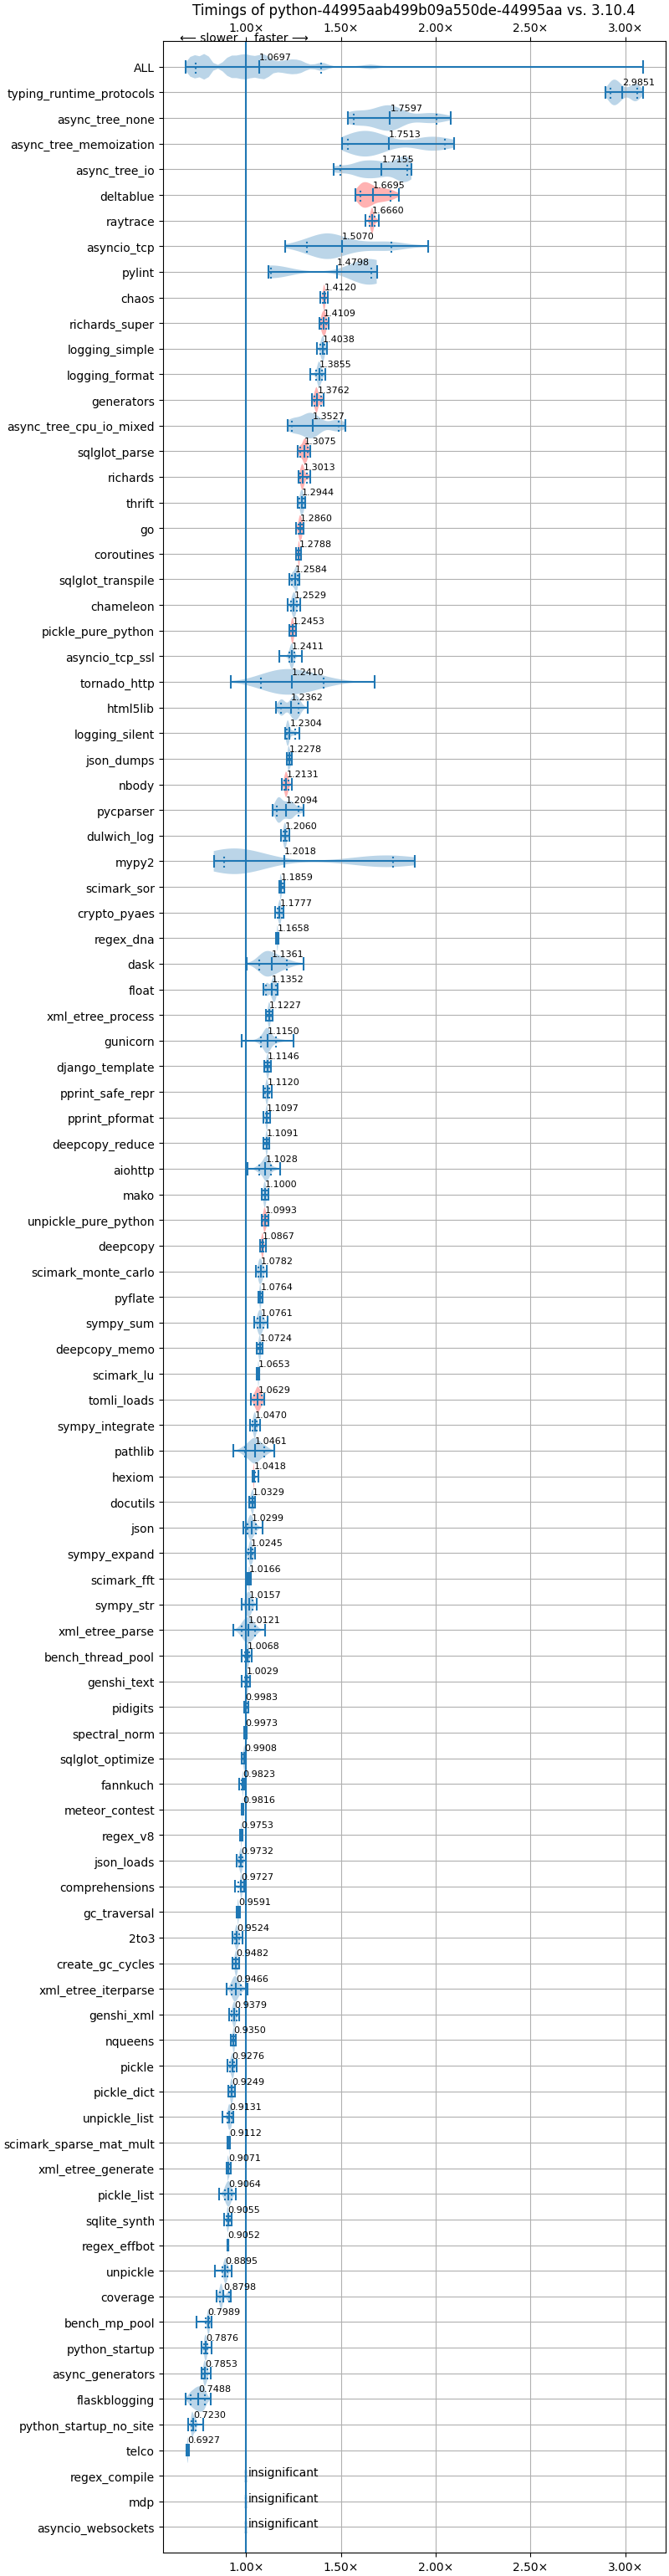 Timings of python-44995aab499b09a550de-44995aa vs. 3.10.4
1.00× 1.50× 2.00× 2.50× 3.00×
⟵ slower faster ⟶
ALL 1.0697
typing_runtime_protocols 2.9851
async_tree_none 1.7597
async_tree_memoization 1.7513
async_tree_io 1.7155
deltablue 1.6695
raytrace 1.6660
asyncio_tcp 1.5070
pylint 1.4798
chaos 1.4120
richards_super 1.4109
logging_simple 1.4038
logging_format 1.3855
generators 1.3762
async_tree_cpu_io_mixed 1.3527
sqlglot_parse 1.3075
richards 1.3013
thrift 1.2944
go 1.2860
coroutines 1.2788
sqlglot_transpile 1.2584
chameleon 1.2529
pickle_pure_python 1.2453
asyncio_tcp_ssl 1.2411
tornado_http 1.2410
html5lib 1.2362
logging_silent 1.2304
json_dumps 1.2278
nbody 1.2131
pycparser 1.2094
dulwich_log 1.2060
mypy2 1.2018
scimark_sor 1.1859
crypto_pyaes 1.1777
regex_dna 1.1658
dask 1.1361
float 1.1352
xml_etree_process 1.1227
gunicorn 1.1150
django_template 1.1146
pprint_safe_repr 1.1120
pprint_pformat 1.1097
deepcopy_reduce 1.1091
aiohttp 1.1028
mako 1.1000
unpickle_pure_python 1.0993
deepcopy 1.0867
scimark_monte_carlo 1.0782
pyflate 1.0764
sympy_sum 1.0761
deepcopy_memo 1.0724
scimark_lu 1.0653
tomli_loads 1.0629
sympy_integrate 1.0470
pathlib 1.0461
hexiom 1.0418
docutils 1.0329
json 1.0299
sympy_expand 1.0245
scimark_fft 1.0166
sympy_str 1.0157
xml_etree_parse 1.0121
bench_thread_pool 1.0068
genshi_text 1.0029
pidigits 0.9983
spectral_norm 0.9973
sqlglot_optimize 0.9908
fannkuch 0.9823
meteor_contest 0.9816
regex_v8 0.9753
json_loads 0.9732
comprehensions 0.9727
gc_traversal 0.9591
2to3 0.9524
create_gc_cycles 0.9482
xml_etree_iterparse 0.9466
genshi_xml 0.9379
nqueens 0.9350
pickle 0.9276
pickle_dict 0.9249
unpickle_list 0.9131
scimark_sparse_mat_mult 0.9112
xml_etree_generate 0.9071
pickle_list 0.9064
sqlite_synth 0.9055
regex_effbot 0.9052
unpickle 0.8895
coverage 0.8798
bench_mp_pool 0.7989
python_startup 0.7876
async_generators 0.7853
flaskblogging 0.7488
python_startup_no_site 0.7230
telco 0.6927
regex_compile insignificant
mdp insignificant
asyncio_websockets insignificant
1.00× 1.50× 2.00× 2.50× 3.00×